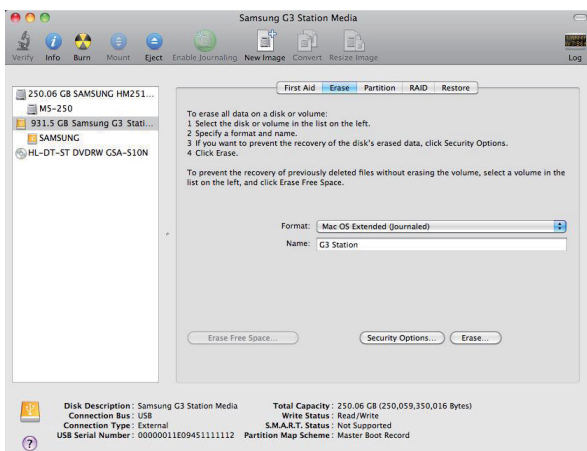 Samsung G3 Station Media
Verify Info Burn Mount Eject Enable Journaling New Image Convert Resize Image Log
First Aid Erase Partition RAID Restore
250.06 GB SAMSUNG HM251...
M5-250
931.5 GB Samsung G3 Stati...
SAMSUNG
HL-DT-ST DVDRW GSA-S10N
To erase all data on a disk or volume:
1 Select the disk or volume in the list on the left.
2 Specify a format and name.
3 If you want to prevent the recovery of the disk's erased data, click Security Options.
4 Click Erase.
To prevent the recovery of previously deleted files without erasing the volume, select a volume in the
list on the left, and click Erase Free Space.
Format: Mac OS Extended (Journaled)
Name: G3 Station
Erase Free Space... Security Options... Erase...
Disk Description : Samsung G3 Station Media
Connection Bus : USB
Connection Type : External
USB Serial Number : 00000011E09451111112
Total Capacity : 250.06 GB (250,059,350,016 Bytes)
Write Status : Read/Write
S.M.A.R.T. Status : Not Supported
Partition Map Scheme : Master Boot Record
?